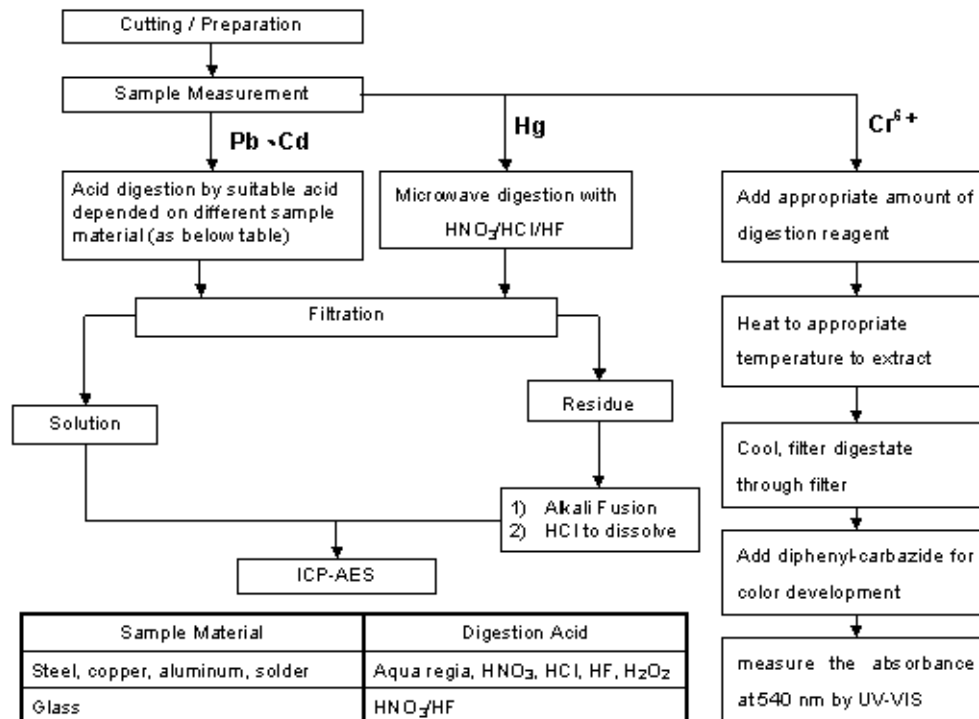 Cutting / Preparation
Sample Measurement
Pb、Cd
Hg
Cr⁶⁺
Acid digestion by suitable acid
depended on different sample
material (as below table)
Microwave digestion with
HNO₃/HCl/HF
Add appropriate amount of
digestion reagent
Filtration
Heat to appropriate
temperature to extract
Solution
Residue
Cool, filter digestate
through filter
1) Alkali Fusion
2) HCl to dissolve
ICP-AES
Add diphenyl-carbazide for
color development
Sample Material
Digestion Acid
Steel, copper, aluminum, solder
Aqua regia, HNO₃, HCl, HF, H₂O₂
Glass
HNO₃/HF
measure the absorbance
at 540 nm by UV-VIS